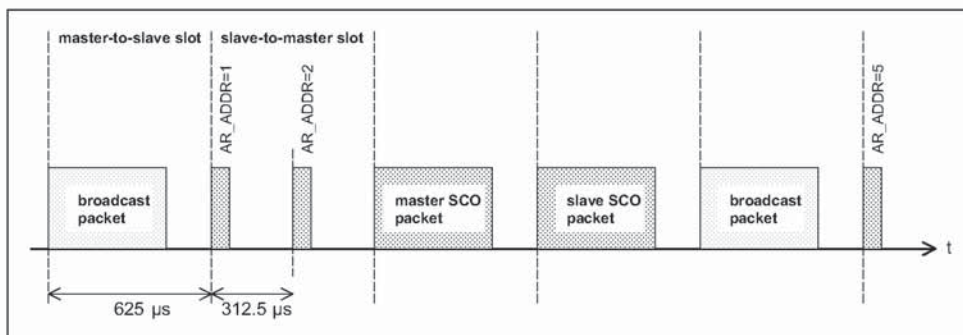 master-to-slave slot
slave-to-master slot
AR_ADDR=1
AR_ADDR=2
AR_ADDR=5
broadcast
packet
master SCO
packet
slave SCO
packet
broadcast
packet
t
625 µs
312.5 µs